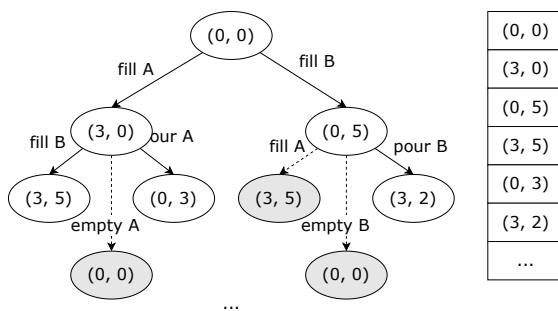 (0, 0)
fill A
fill B
(3, 0)
(0, 5)
fill B
our A
fill A
pour B
(3, 5)
(0, 3)
(3, 5)
(3, 2)
empty A
empty B
(0, 0)
(0, 0)
...
(0, 0)
(3, 0)
(0, 5)
(3, 5)
(0, 3)
(3, 2)
...